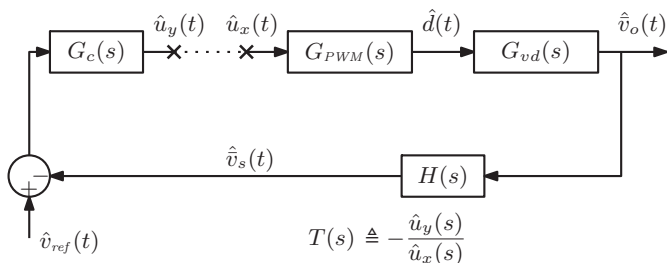 û_y(t) û_x(t) d̂(t) v̂̄_o(t)
G_c(s) G_PWM(s) G_vd(s)
v̂̄_s(t) H(s)
−
+
v̂_ref(t) T(s) ≜ − û_y(s) / û_x(s)